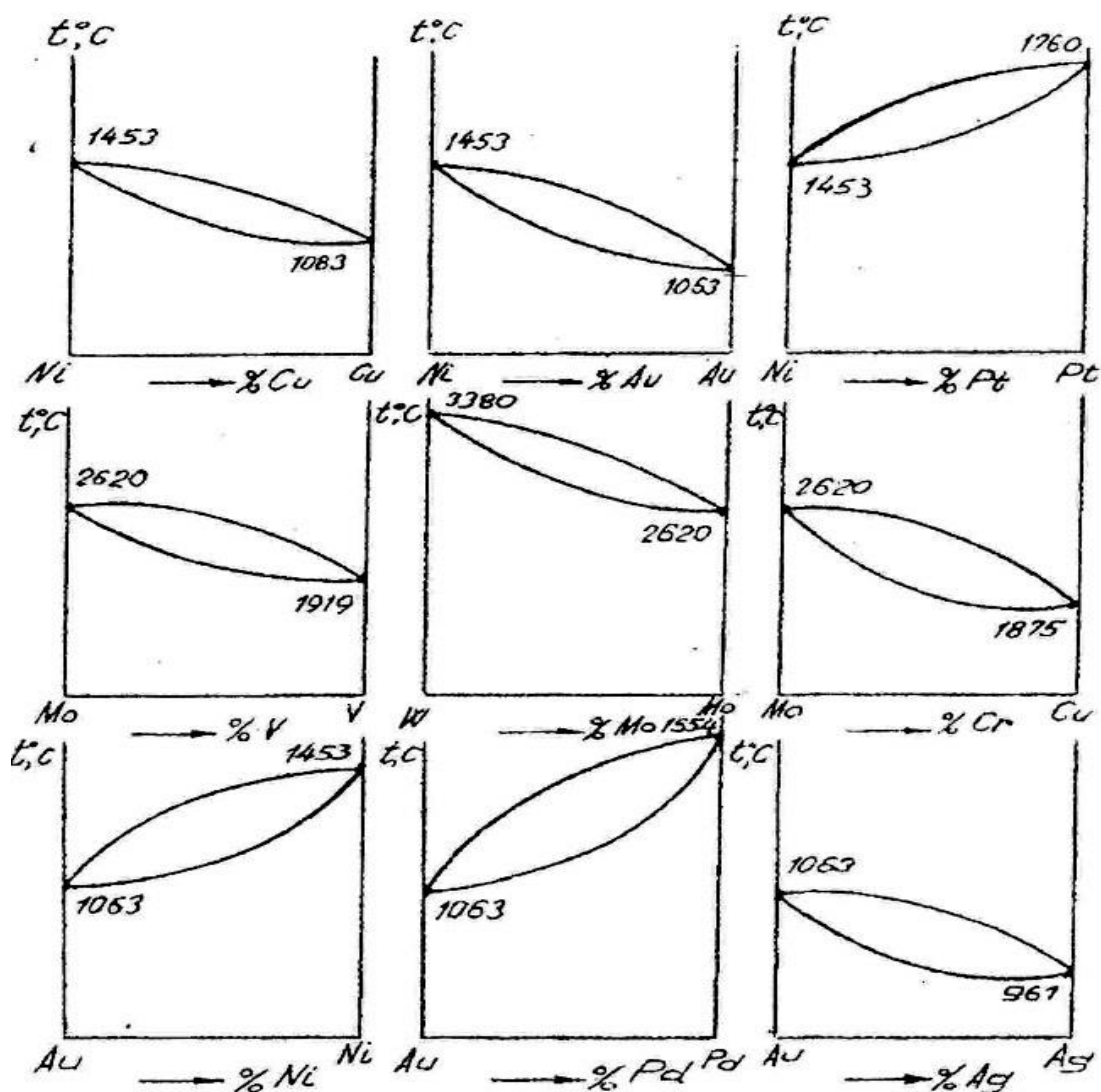 t,°C
t.°C
t,°C
1760
1453
1453
1453
1083
1053
Ni → % Cu Cu
Ni → % Au Au
Ni → % Pt Pt
t,°C
t,°C
3380
t,°C
2620
2620
2620
1919
1875
Mo → % V V
W → % Mo Mo
Mo → % Cr Cu
t,°C
1453
t,°C
1554
t,°C
1063
1063
1063
961
Au → % Ni Ni
Au → % Pd Pd
Au → % Ag Ag